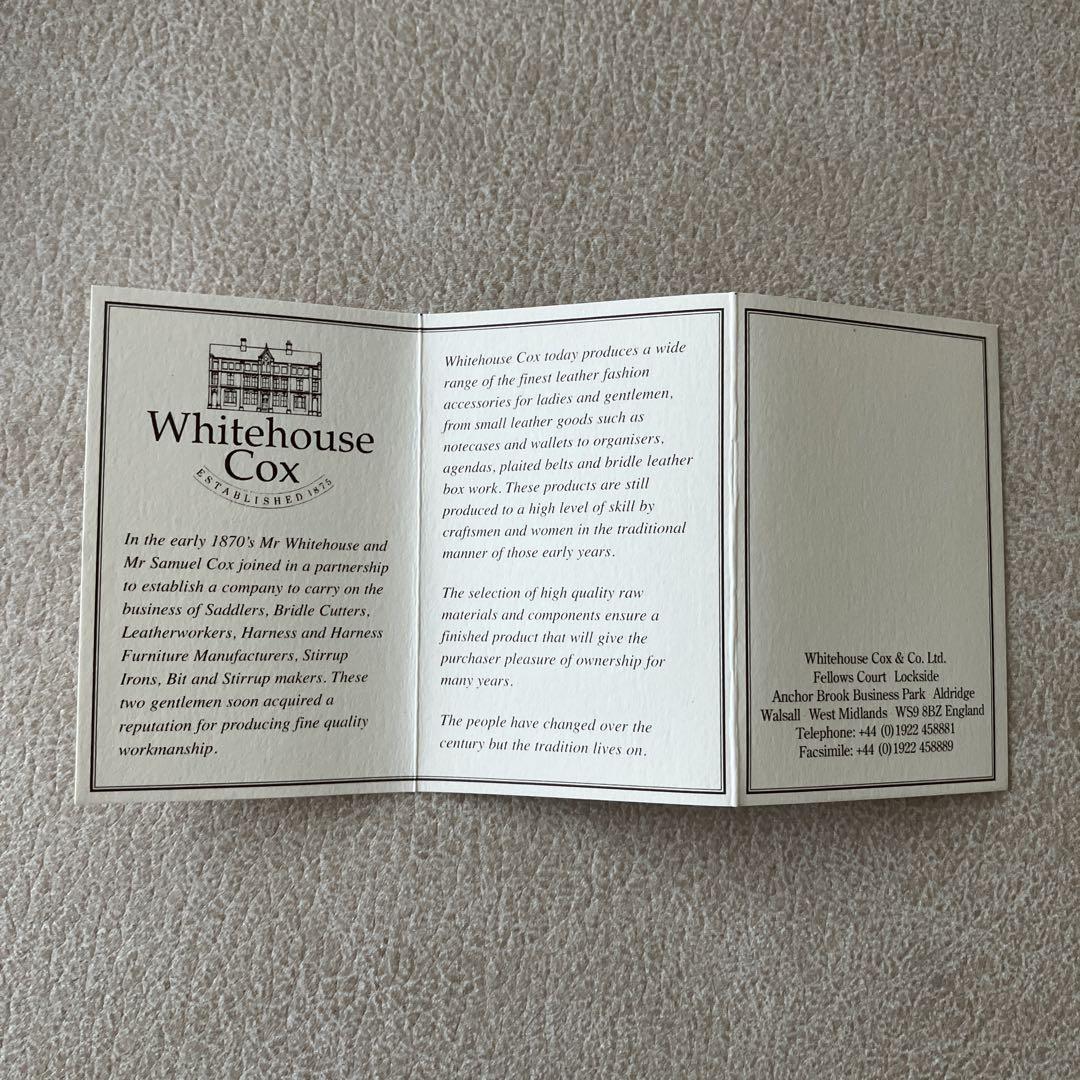 Whitehouse
Cox
ESTABLISHED 1875
In the early 1870's Mr Whitehouse and
Mr Samuel Cox joined in a partnership
to establish a company to carry on the
business of Saddlers, Bridle Cutters,
Leatherworkers, Harness and Harness
Furniture Manufacturers, Stirrup
Irons, Bit and Stirrup makers. These
two gentlemen soon acquired a
reputation for producing fine quality
workmanship.
Whitehouse Cox today produces a wide
range of the finest leather fashion
accessories for ladies and gentlemen,
from small leather goods such as
notecases and wallets to organisers,
agendas, plaited belts and bridle leather
box work. These products are still
produced to a high level of skill by
craftsmen and women in the traditional
manner of those early years.
The selection of high quality raw
materials and components ensure a
finished product that will give the
purchaser pleasure of ownership for
many years.
The people have changed over the
century but the tradition lives on.
Whitehouse Cox & Co. Ltd.
Fellows Court Lockside
Anchor Brook Business Park Aldridge
Walsall West Midlands WS9 8BZ England
Telephone: +44 (0)1922 458881
Facsimile: +44 (0)1922 458889